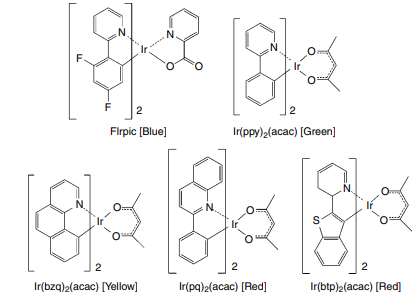 N
N
Ir
F
O
O
F
2
FIrpic [Blue]
N
O
Ir
O
2
Ir(ppy)2(acac) [Green]
N
O
Ir
O
2
Ir(bzq)2(acac) [Yellow]
N
O
Ir
O
2
Ir(pq)2(acac) [Red]
N
O
Ir
S
O
2
Ir(btp)2(acac) [Red]